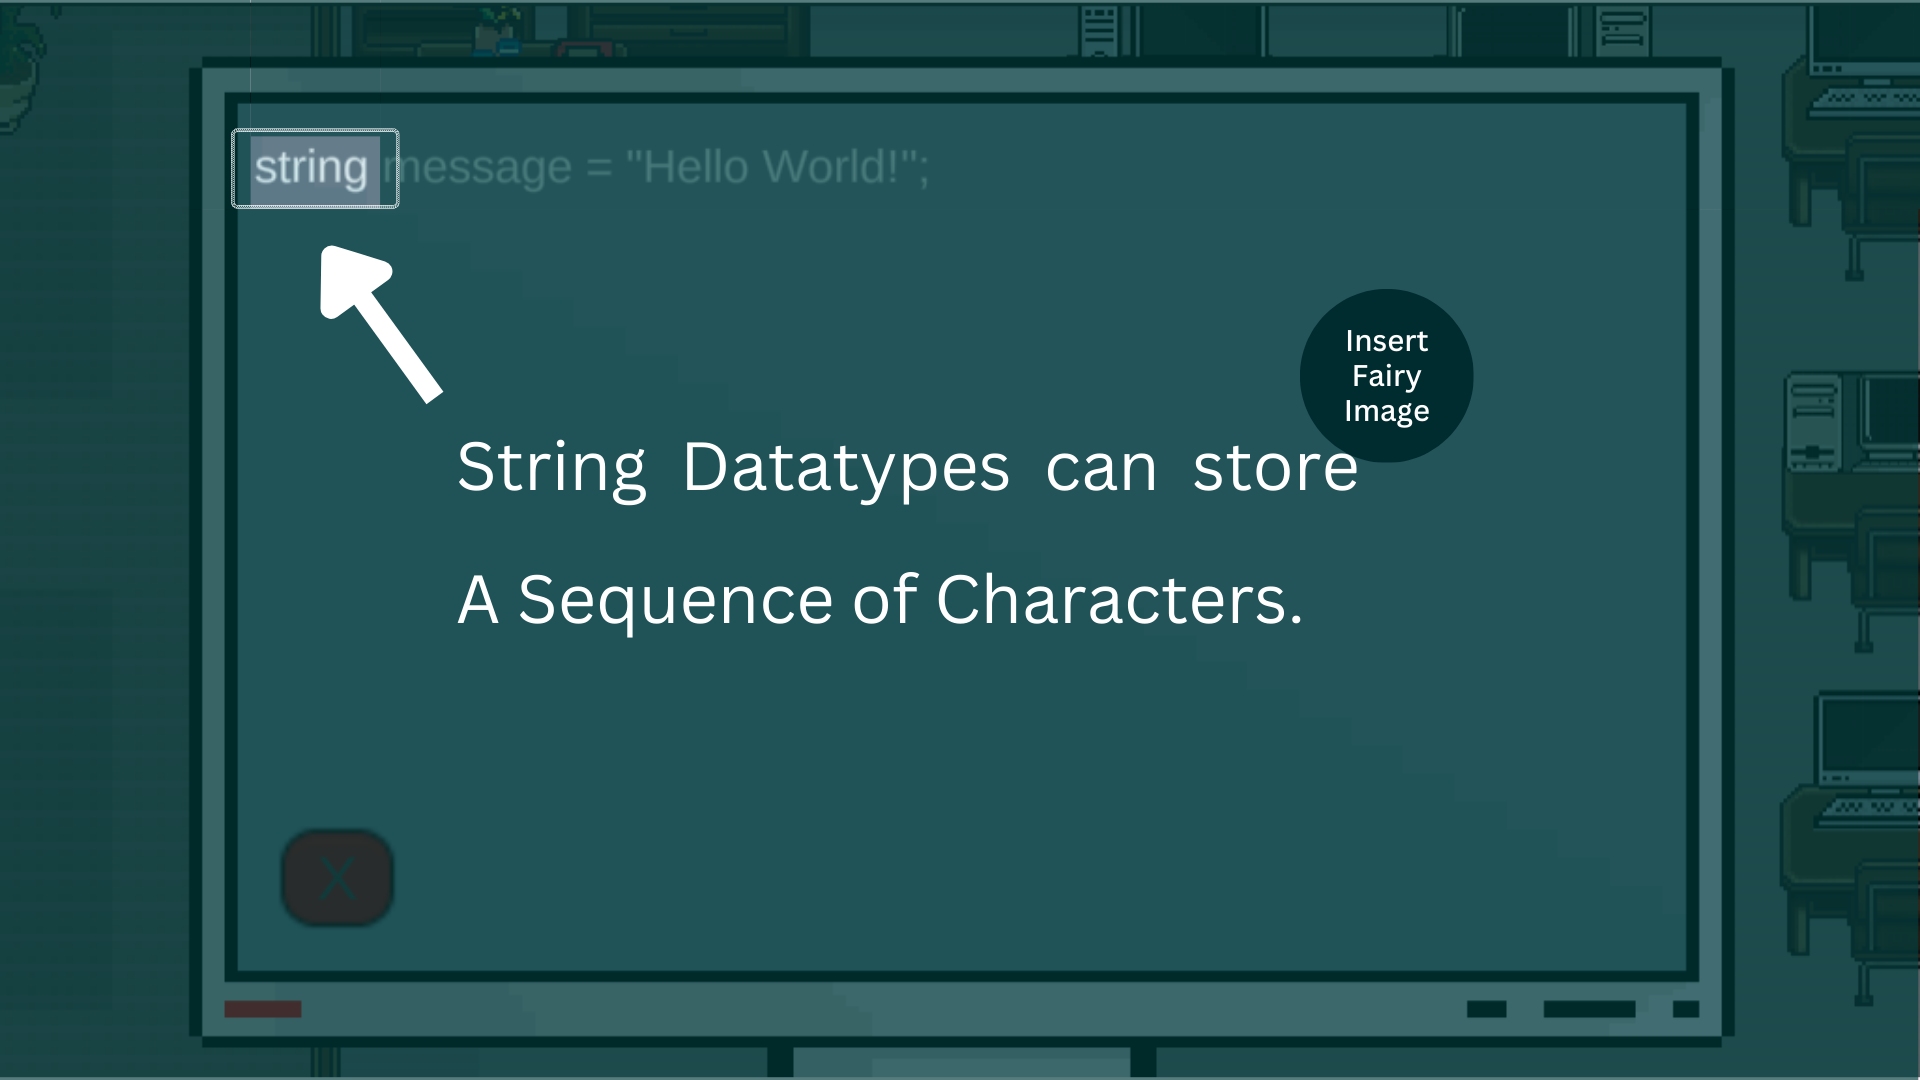 string message = "Hello World!";
Insert
Fairy
Image
String Datatypes can store
A Sequence of Characters.
X